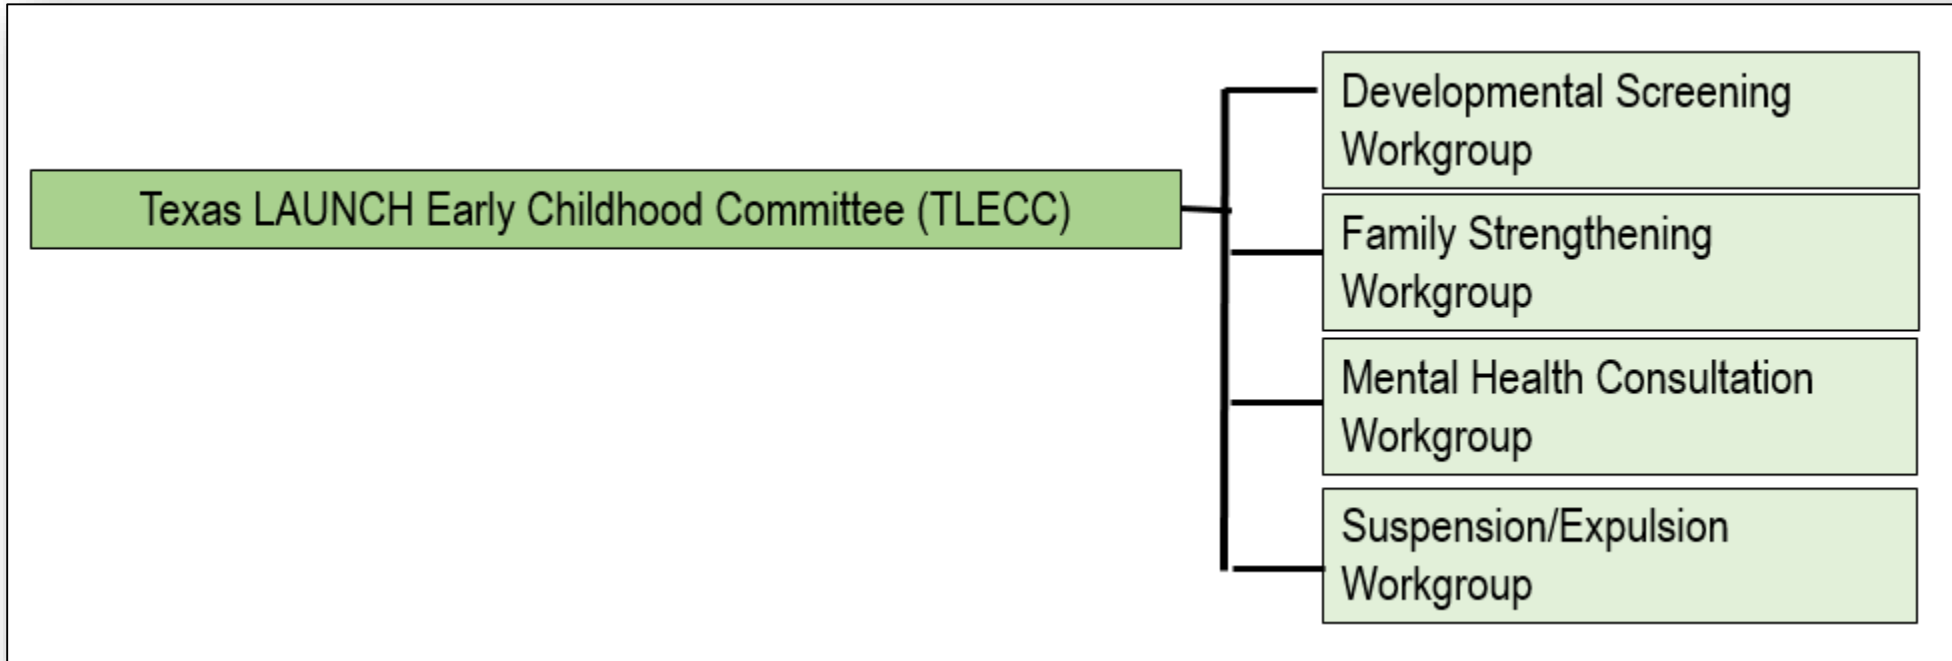 Texas LAUNCH Early Childhood Committee (TLECC)
Developmental Screening
Workgroup
Family Strengthening
Workgroup
Mental Health Consultation
Workgroup
Suspension/Expulsion
Workgroup